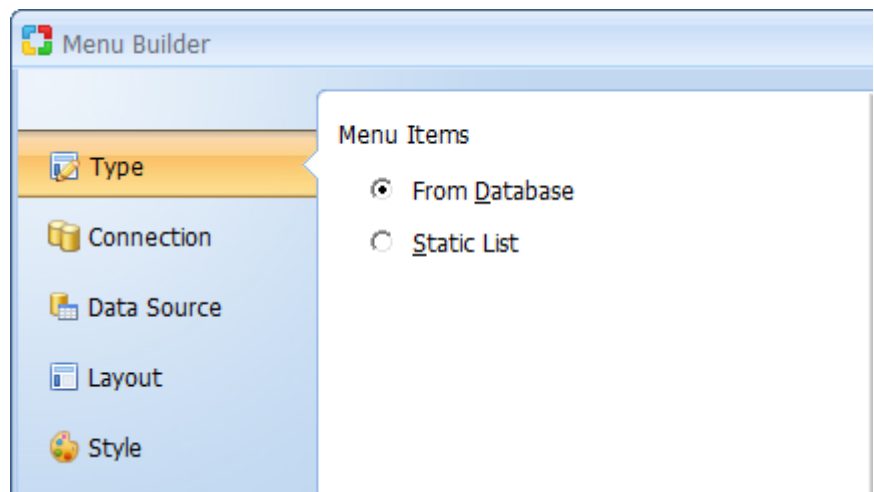 Menu Builder
Type
Connection
Data Source
Layout
Style
Menu Items
From Database
Static List